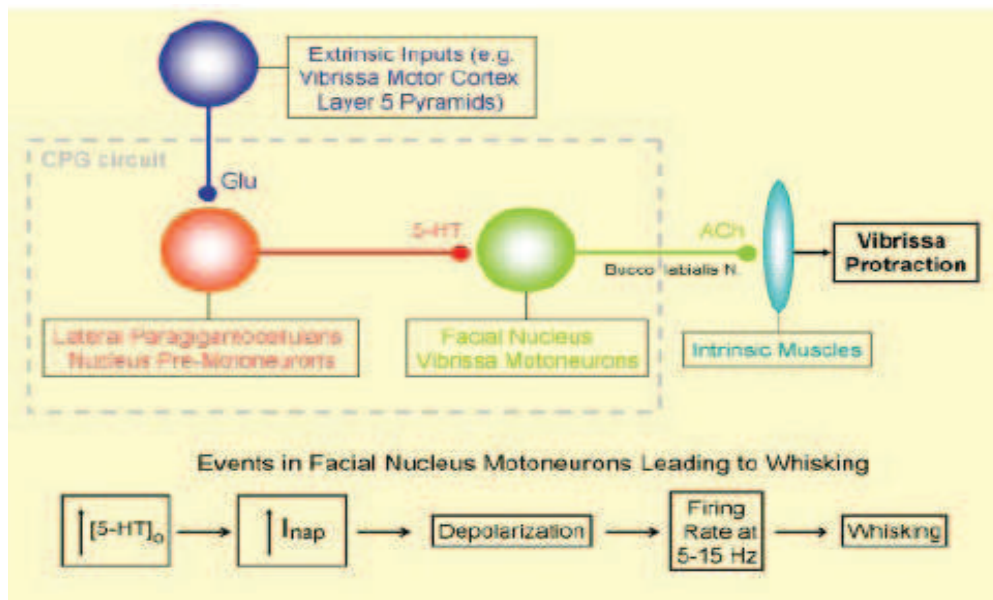 Extrinsic Inputs (e.g.
Vibrissa Motor Cortex
Layer 5 Pyramids)
CPG circuit
Glu
5-HT
ACh
Bucco labialis N.
Vibrissa
Protraction
Lateral Paragigantocellularis
Nucleus Pre-Motoneurons
Facial Nucleus
Vibrissa Motoneurons
Intrinsic Muscles
Events in Facial Nucleus Motoneurons Leading to Whisking
↑ [5-HT]o
↑ Inap
Depolarization
Firing
Rate at
5-15 Hz
Whisking